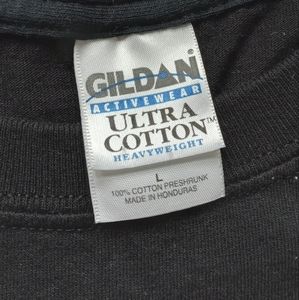 GILDAN
ACTIVEWEAR
ULTRA
COTTON™
HEAVYWEIGHT
L
100% COTTON PRESHRUNK
MADE IN HONDURAS